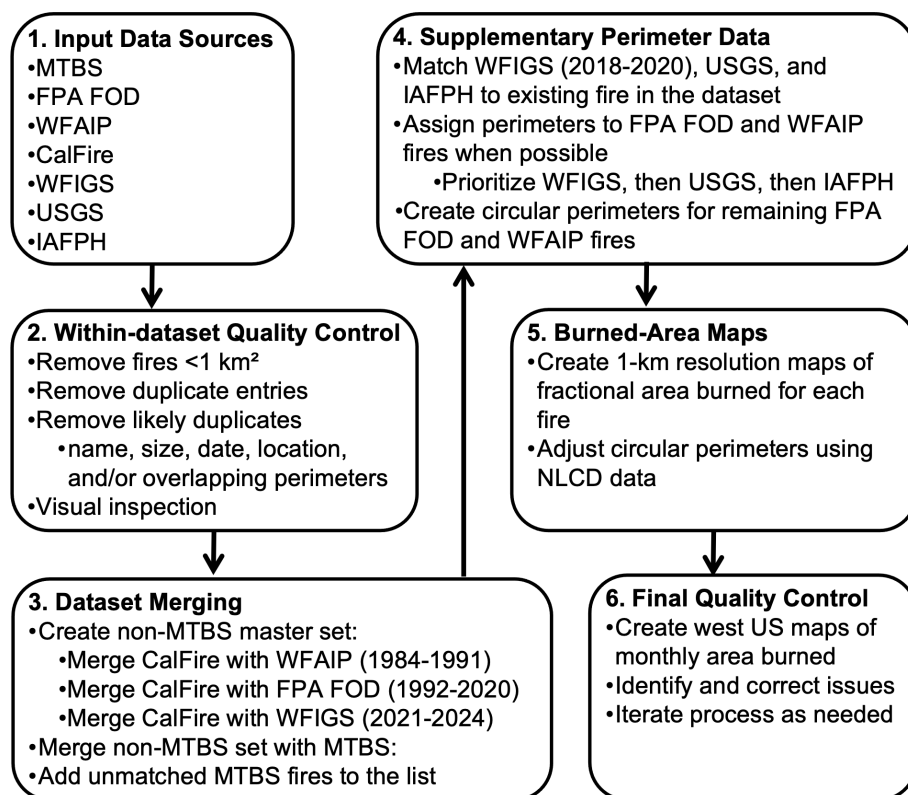 1. Input Data Sources
•MTBS
•FPA FOD
•WFAIP
•CalFire
•WFIGS
•USGS
•IAFPH
2. Within-dataset Quality Control
•Remove fires <1 km²
•Remove duplicate entries
•Remove likely duplicates
•name, size, date, location,
and/or overlapping perimeters
•Visual inspection
3. Dataset Merging
•Create non-MTBS master set:
•Merge CalFire with WFAIP (1984-1991)
•Merge CalFire with FPA FOD (1992-2020)
•Merge CalFire with WFIGS (2021-2024)
•Merge non-MTBS set with MTBS:
•Add unmatched MTBS fires to the list
4. Supplementary Perimeter Data
•Match WFIGS (2018-2020), USGS, and
IAFPH to existing fire in the dataset
•Assign perimeters to FPA FOD and WFAIP
fires when possible
•Prioritize WFIGS, then USGS, then IAFPH
•Create circular perimeters for remaining FPA
FOD and WFAIP fires
5. Burned-Area Maps
•Create 1-km resolution maps of
fractional area burned for each
fire
•Adjust circular perimeters using
NLCD data
6. Final Quality Control
•Create west US maps of
monthly area burned
•Identify and correct issues
•Iterate process as needed